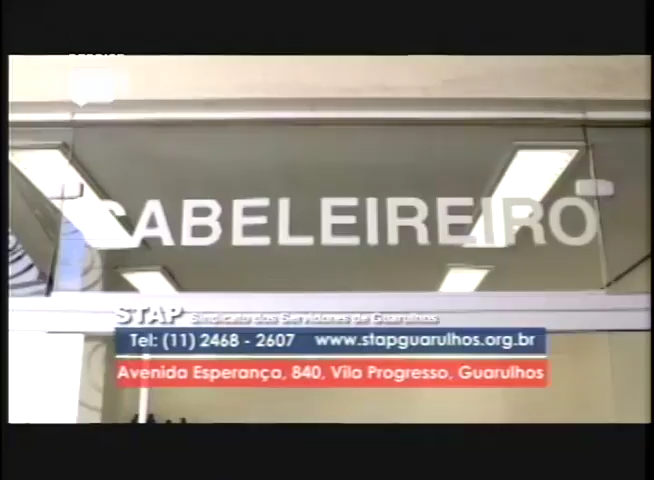 CABELEIREIRO
STAP Sindicato dos Servidores de Guarulhos
Tel: (11) 2468 - 2607 www.stapguarulhos.org.br
Avenida Esperança, 840, Vila Progresso, Guarulhos